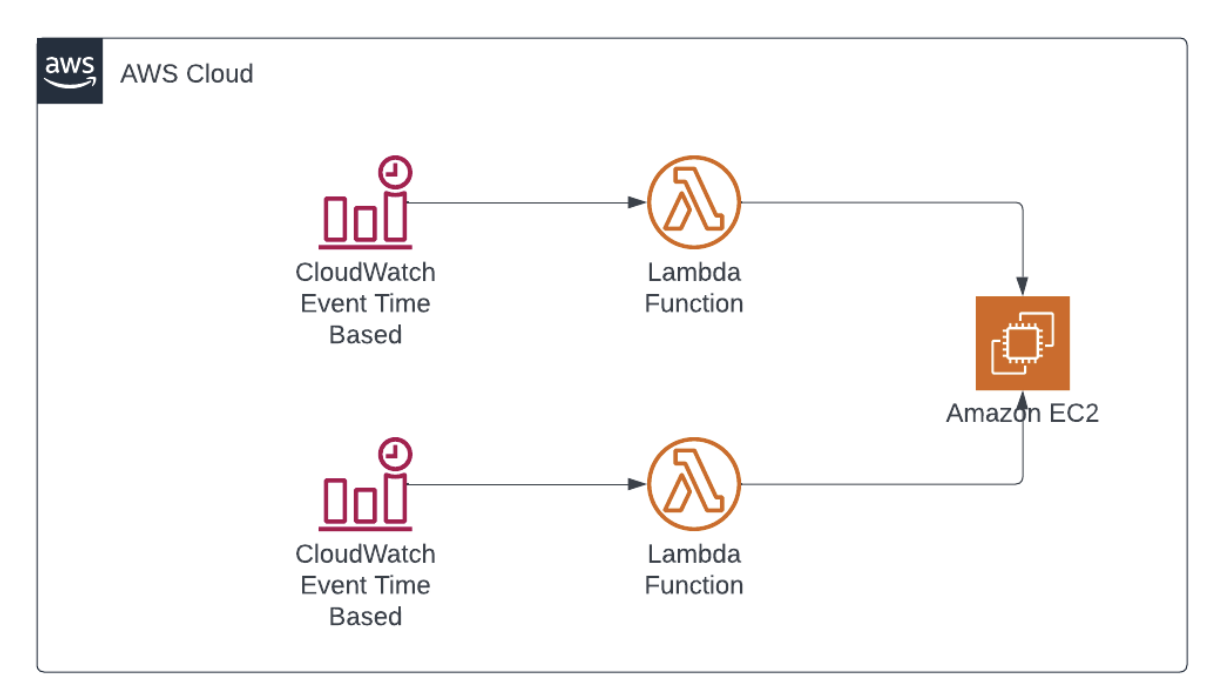 aws
AWS Cloud
CloudWatch
Event Time
Based
Lambda
Function
Amazon EC2
CloudWatch
Event Time
Based
Lambda
Function